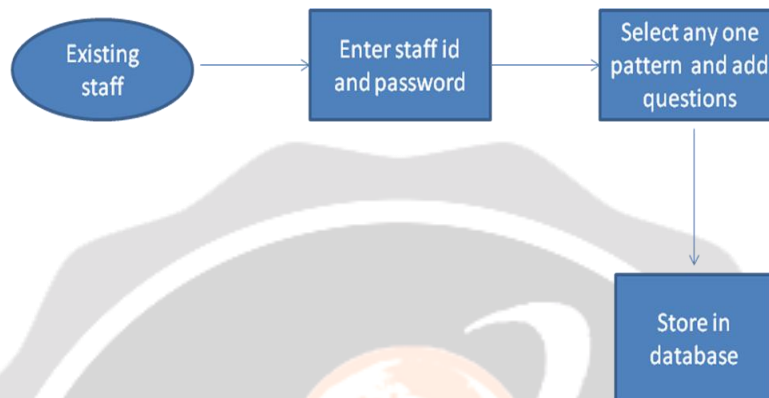 Existing
staff
Enter staff id
and password
Select any one
pattern and add
questions
Store in
database